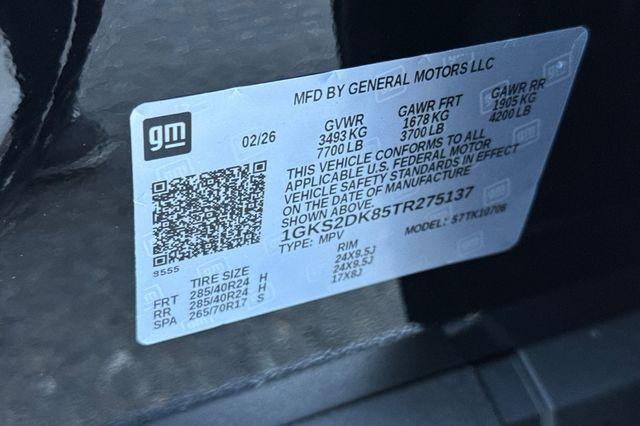 MFD BY GENERAL MOTORS LLC
gm
02/26
GVWR GAWR FRT GAWR RR
3493 KG 1678 KG 1905 KG
7700 LB 3700 LB 4200 LB
THIS VEHICLE CONFORMS TO ALL
APPLICABLE U.S. FEDERAL MOTOR
VEHICLE SAFETY STANDARDS IN EFFECT
ON THE DATE OF MANUFACTURE
SHOWN ABOVE.
1GKS2DK85TR275137
TYPE: MPV MODEL: S7TK10706
9555
TIRE SIZE RIM
FRT 285/40R24 H 24X9.5J
RR 285/40R24 H 24X9.5J
SPA 265/70R17 S 17X8J